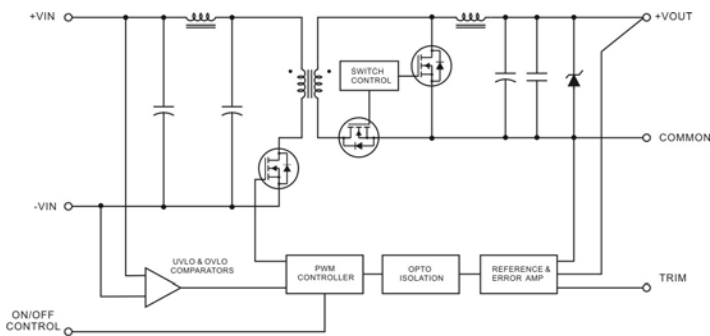 +VIN
+VOUT
SWITCH
CONTROL
COMMON
-VIN
UVLO & OVLO
COMPARATORS
PWM
CONTROLLER
OPTO
ISOLATION
REFERENCE &
ERROR AMP
TRIM
ON/OFF
CONTROL